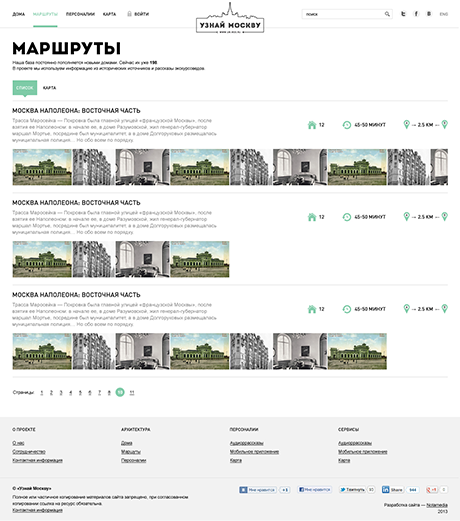 ДОМА МАРШРУТЫ ПЕРСОНАЛИИ КАРТА ВОЙТИ
УЗНАЙ МОСКВУ
ПОИСК
ENG
МАРШРУТЫ
Наша база постоянно пополняется новыми домами. Сейчас их уже 198.
В проекте мы используем информацию из исторических источников и рассказы экскурсоводов.
СПИСОК КАРТА
МОСКВА НАПОЛЕОНА: ВОСТОЧНАЯ ЧАСТЬ
Трасса Маросейка — Покровка была главной улицей «французской Москвы», после
взятия ее Наполеоном: в начале ее, в доме Разумовской, жил генерал-губернатор
маршал Мортье, посредине был муниципалитет, а в доме Долгоруковых размещалась
муниципальная полиция... Но обо всем по порядку.
12 45-50 МИНУТ 2.5 КМ
МОСКВА НАПОЛЕОНА: ВОСТОЧНАЯ ЧАСТЬ
Трасса Маросейка — Покровка была главной улицей «французской Москвы», после
взятия ее Наполеоном: в начале ее, в доме Разумовской, жил генерал-губернатор
маршал Мортье, посредине был муниципалитет, а в доме Долгоруковых размещалась
муниципальная полиция... Но обо всем по порядку.
12 45-50 МИНУТ 2.5 КМ
МОСКВА НАПОЛЕОНА: ВОСТОЧНАЯ ЧАСТЬ
Трасса Маросейка — Покровка была главной улицей «французской Москвы», после
взятия ее Наполеоном: в начале ее, в доме Разумовской, жил генерал-губернатор
маршал Мортье, посредине был муниципалитет, а в доме Долгоруковых размещалась
муниципальная полиция... Но обо всем по порядку.
12 45-50 МИНУТ 2.5 КМ
Страницы: 1 2 3 4 5 6 7 8 10 11
О ПРОЕКТЕ АРХИТЕКТУРА ПЕРСОНАЛИИ СЕРВИСЫ
О нас Дома Аудиорассказы Аудиорассказы
Сотрудничество Маршруты Мобильное приложение Мобильное приложение
Контактная информация Персоналии Карта Карта
© «Узнай Москву»
Полное или частичное копирование материалов сайта запрещено, при согласованном
копировании ссылка на ресурс обязательна.
Контактная информация
Мне нравится Мне нравится Твитнуть Share
Разработка сайта — Notamedia
2013